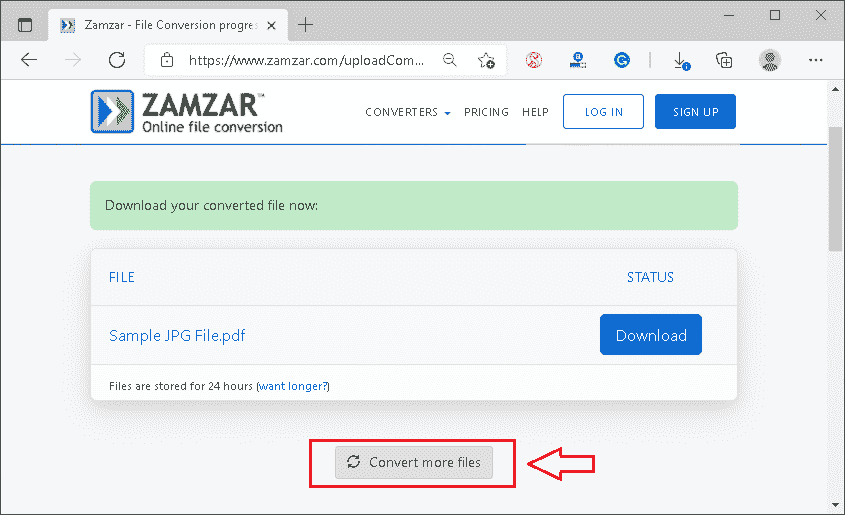 Zamzar - File Conversion progres
https://www.zamzar.com/uploadCom...
ZAMZAR™
Online file conversion
CONVERTERS
PRICING
HELP
LOG IN
SIGN UP
Download your converted file now:
FILE
STATUS
Sample JPG File.pdf
Download
Files are stored for 24 hours (want longer?)
Convert more files